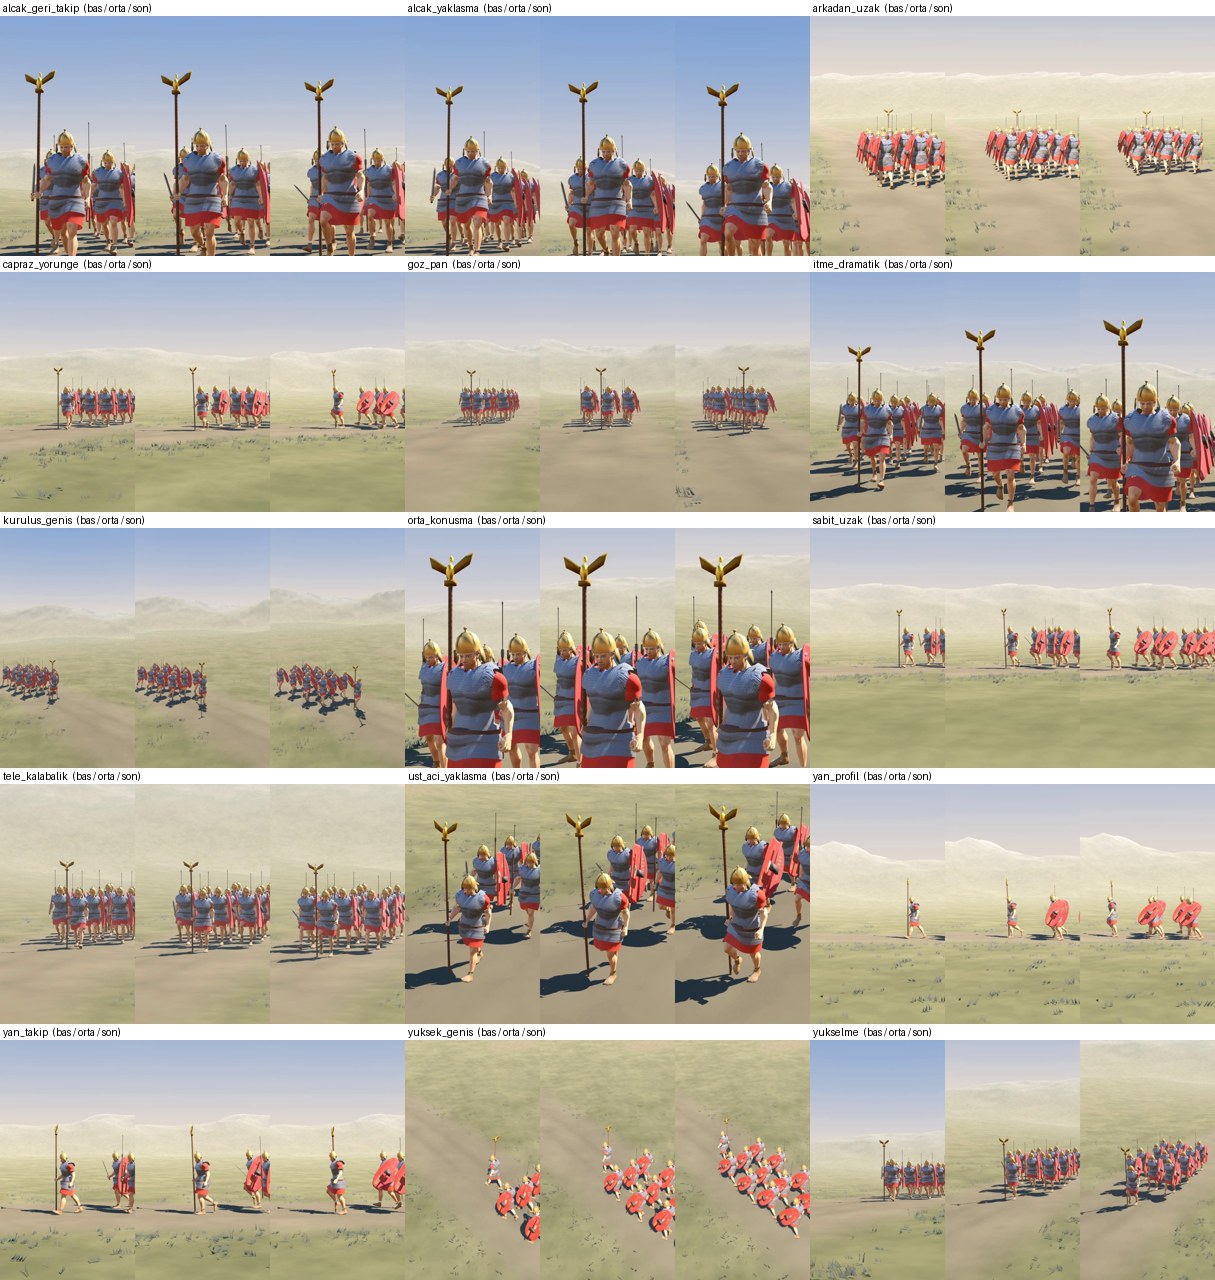 alcak_geri_takip (bas/orta/son)
alcak_yaklasma (bas/orta/son)
arkadan_uzak (bas/orta/son)
capraz_yorunge (bas/orta/son)
goz_pan (bas/orta/son)
itme_dramatik (bas/orta/son)
kurulus_genis (bas/orta/son)
orta_konusma (bas/orta/son)
sabit_uzak (bas/orta/son)
tele_kalabalik (bas/orta/son)
ust_aci_yaklasma (bas/orta/son)
yan_profil (bas/orta/son)
yan_takip (bas/orta/son)
yuksek_genis (bas/orta/son)
yukselme (bas/orta/son)